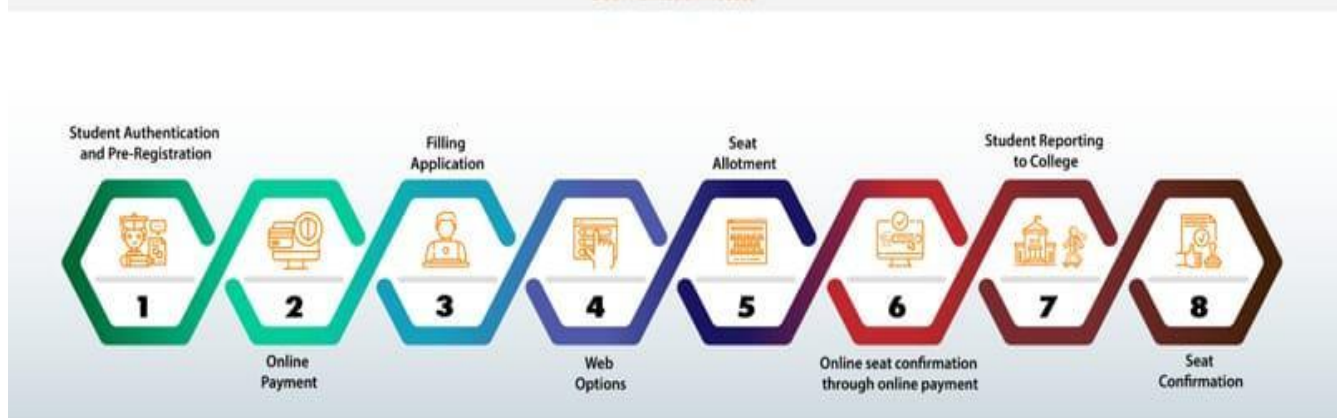 Student Authentication
and Pre-Registration
1
2
Online
Payment
Filling
Application
3
4
Web
Options
Seat
Allotment
5
6
Online seat confirmation
through online payment
Student Reporting
to College
7
8
Seat
Confirmation